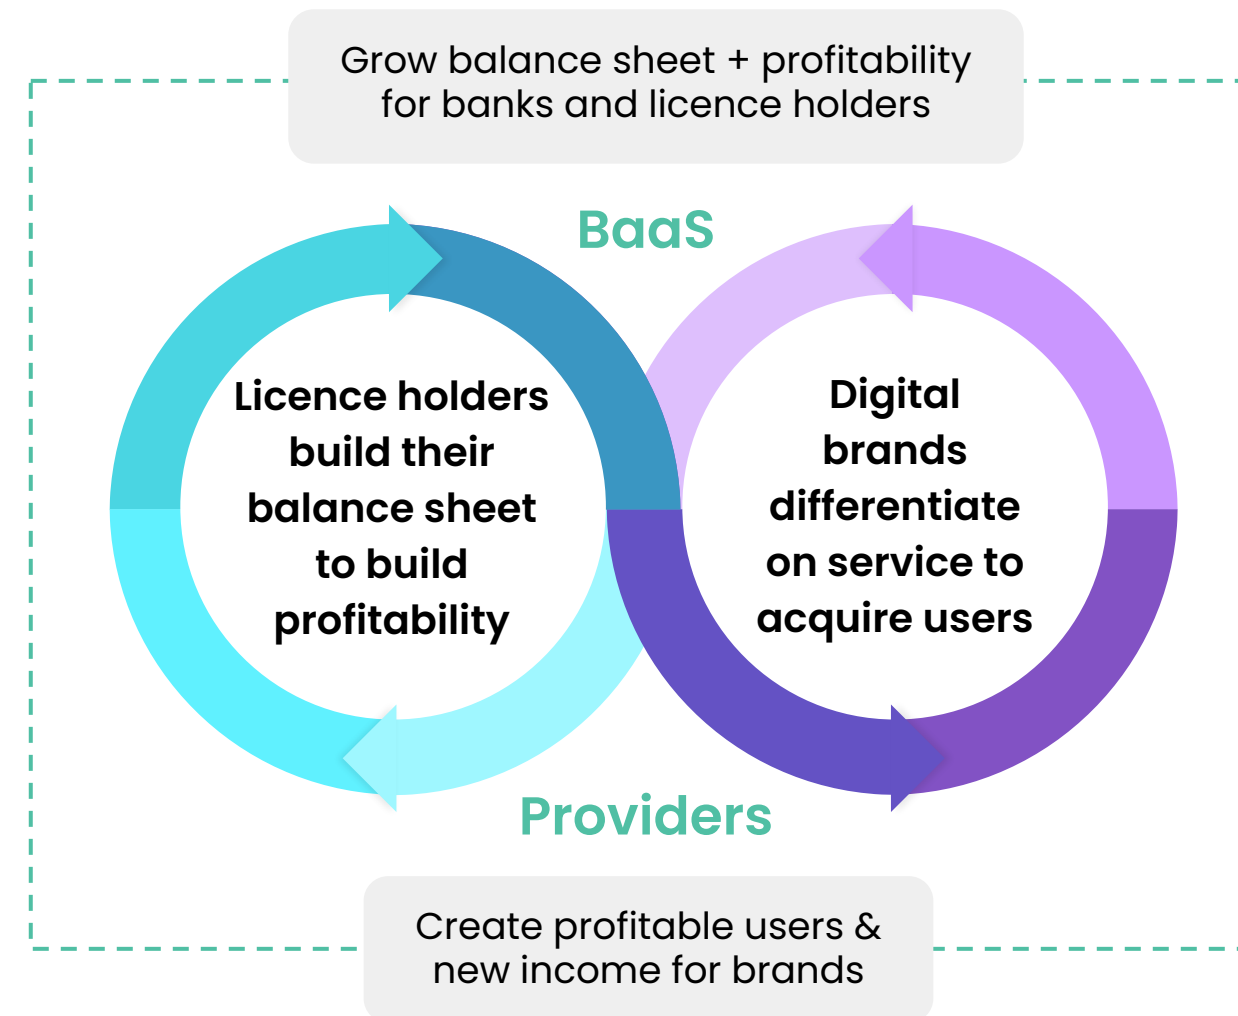 Grow balance sheet + profitability
for banks and licence holders
BaaS
Licence holders
build their
balance sheet
to build
profitability
Digital
brands
differentiate
on service to
acquire users
Providers
Create profitable users &
new income for brands